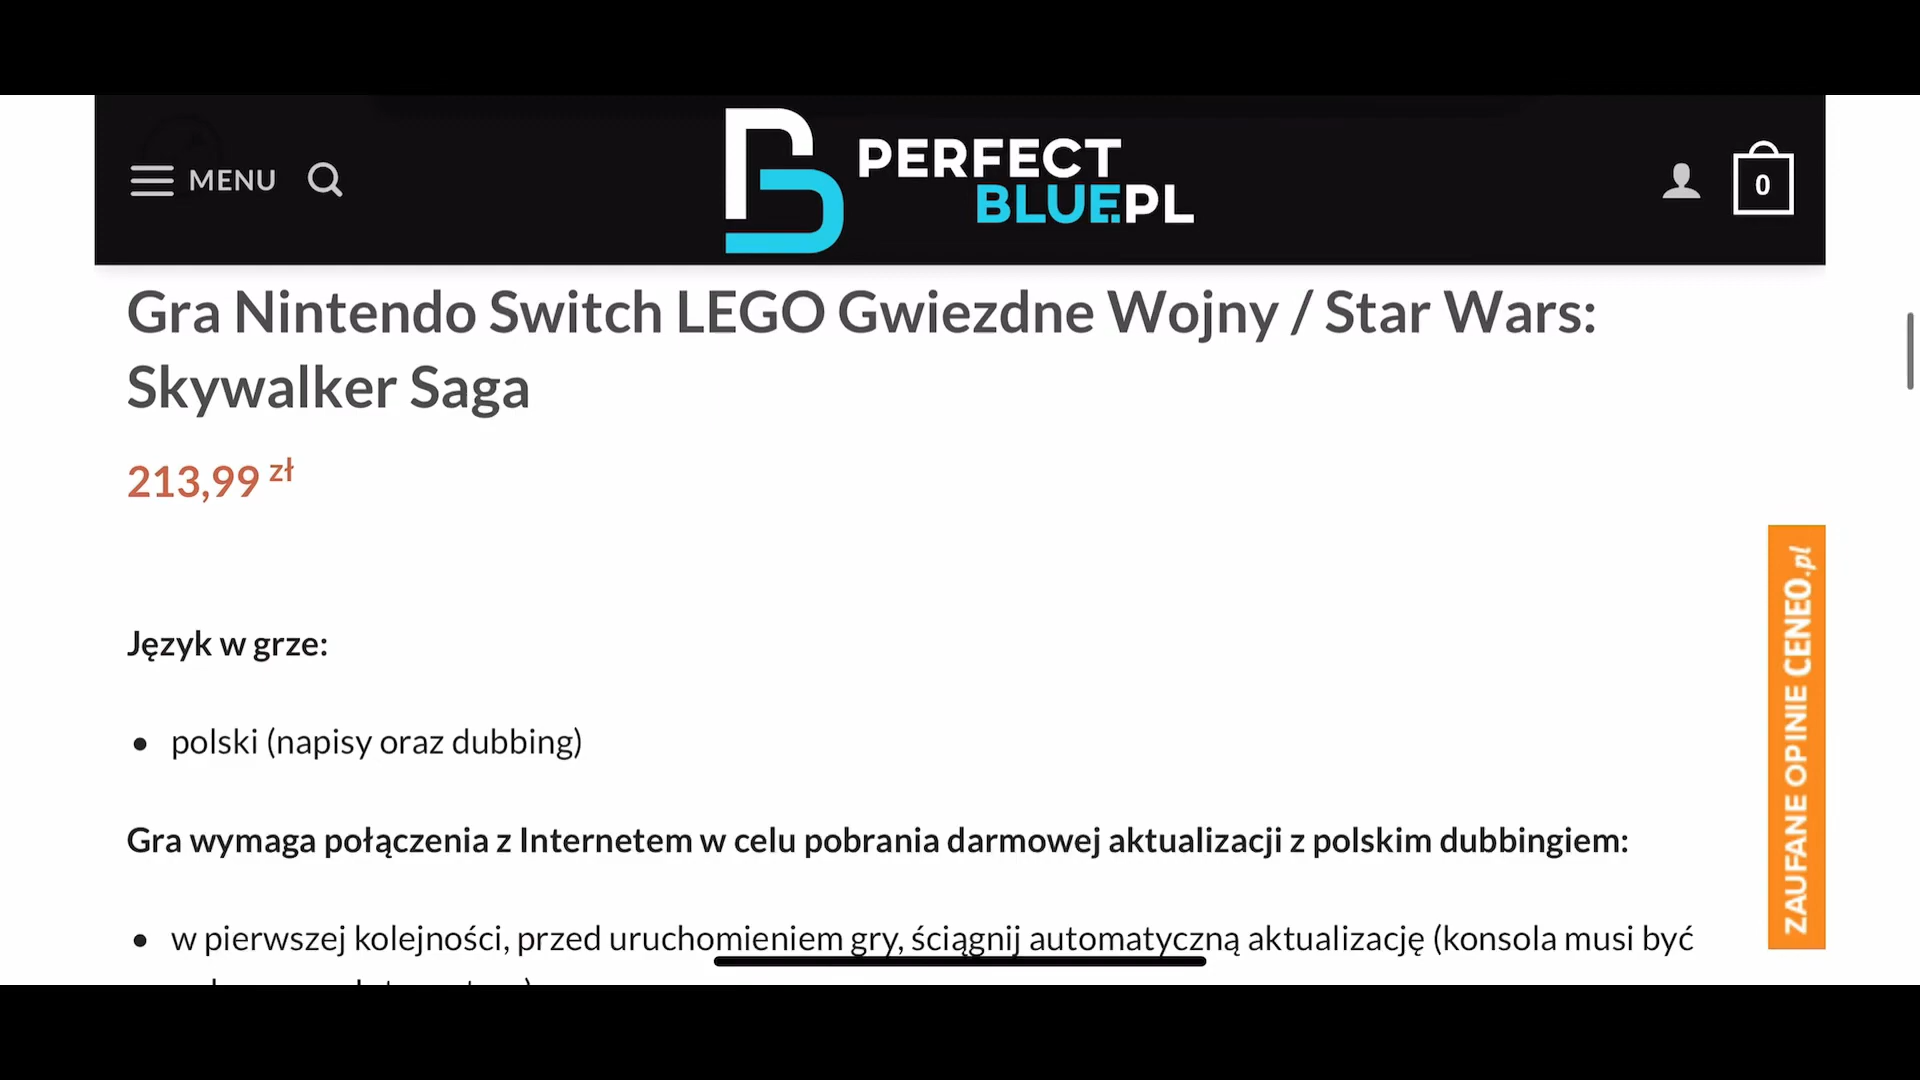 MENU
PERFECT
BLUE.PL
0
Gra Nintendo Switch LEGO Gwiezdne Wojny / Star Wars:
Skywalker Saga
213,99 zł
Język w grze:
• polski (napisy oraz dubbing)
Gra wymaga połączenia z Internetem w celu pobrania darmowej aktualizacji z polskim dubbingiem:
• w pierwszej kolejności, przed uruchomieniem gry, ściągnij automatyczną aktualizację (konsola musi być
ZAUFANE OPINIE CENEO.pl